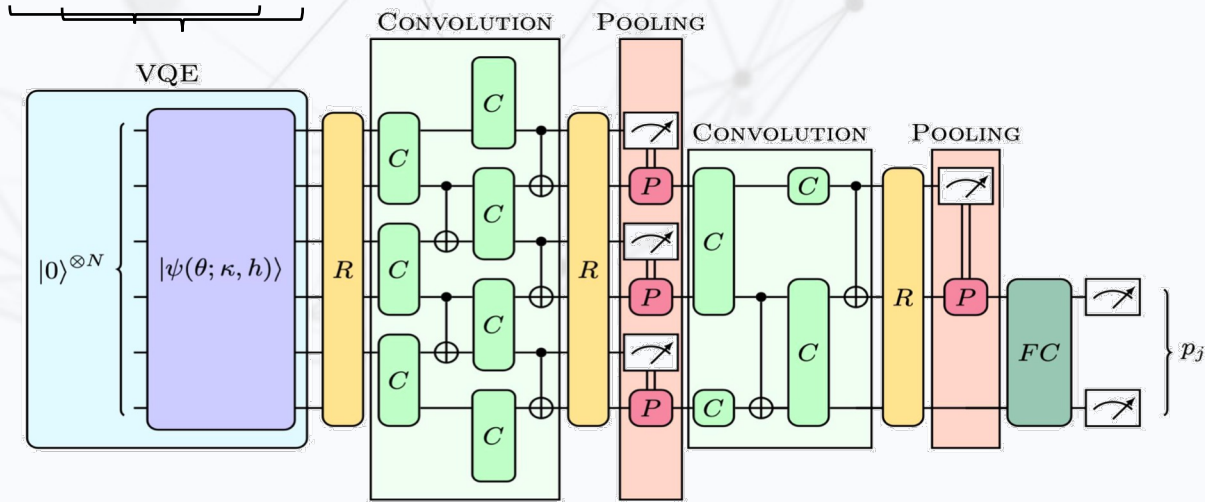 CONVOLUTION
POOLING
VQE
CONVOLUTION
POOLING
|0⟩^{⊗N}
|ψ(θ; κ, h)⟩
R
C
C
C
C
C
C
C
R
P
P
P
C
C
C
C
R
P
FC
p_j